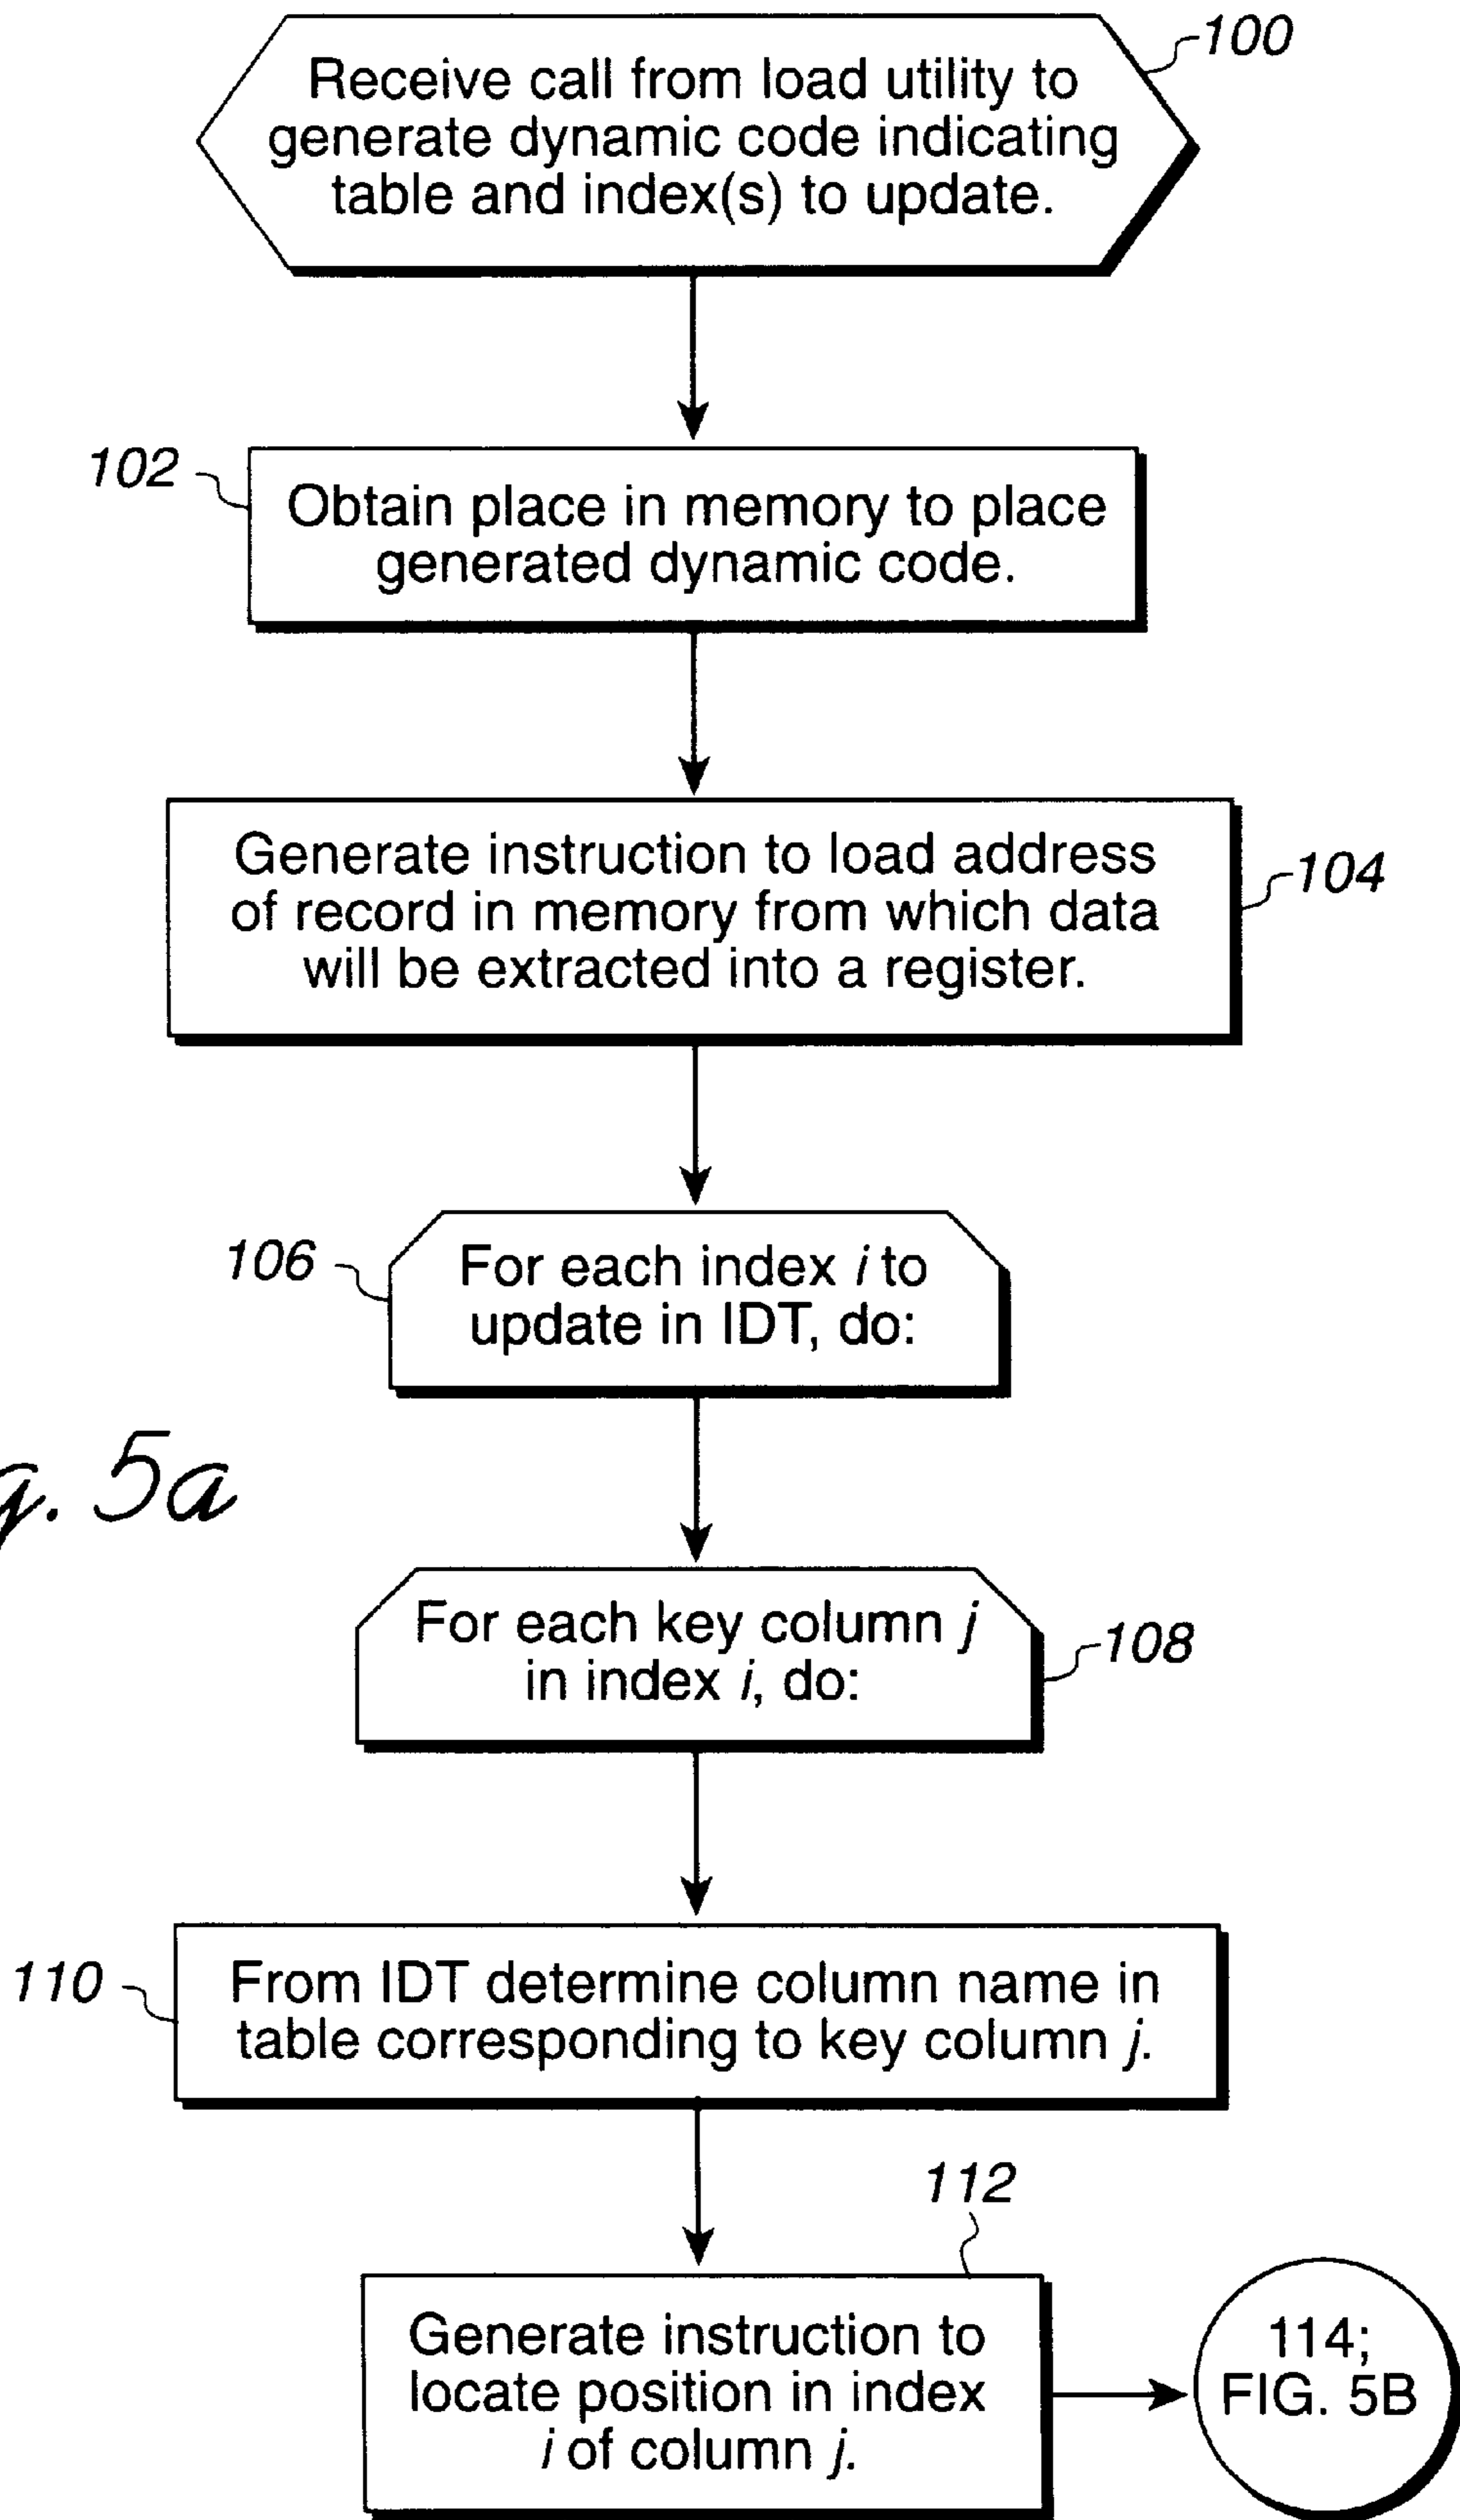 100
Receive call from load utility to
generate dynamic code indicating
table and index(s) to update.
102
Obtain place in memory to place
generated dynamic code.
104
Generate instruction to load address
of record in memory from which data
will be extracted into a register.
106
For each index i to
update in IDT, do:
5a
For each key column j
in index i, do:
108
110
From IDT determine column name in
table corresponding to key column j.
112
Generate instruction to
locate position in index
i of column j.
114;
FIG. 5B